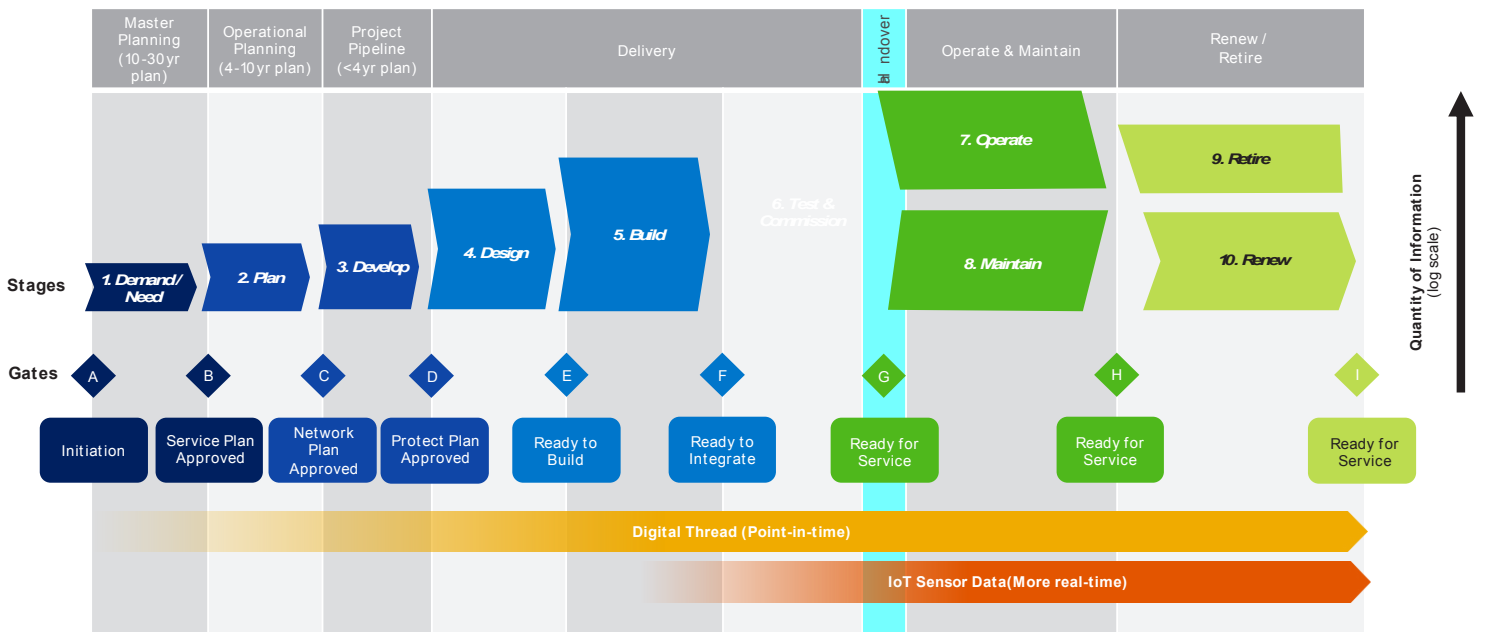 Master
Planning
(10-30yr
plan)
Operational
Planning
(4-10yr plan)
Project
Pipeline
(<4yr plan)
Delivery
Operate & Maintain
Renew /
Retire
Stages
1. Demand/
Need
2. Plan
3. Develop
4. Design
5. Build
6. Test &
Commission
7. Operate
8. Maintain
9. Retire
10. Renew
Quantity of Information
(log scale)
Gates
A
B
C
D
E
F
G
H
I
Initiation
Service Plan
Approved
Network
Plan
Approved
Protect Plan
Approved
Ready to
Build
Ready to
Integrate
Ready for
Service
Ready for
Service
Ready for
Service
Digital Thread (Point-in-time)
IoT Sensor Data(More real-time)